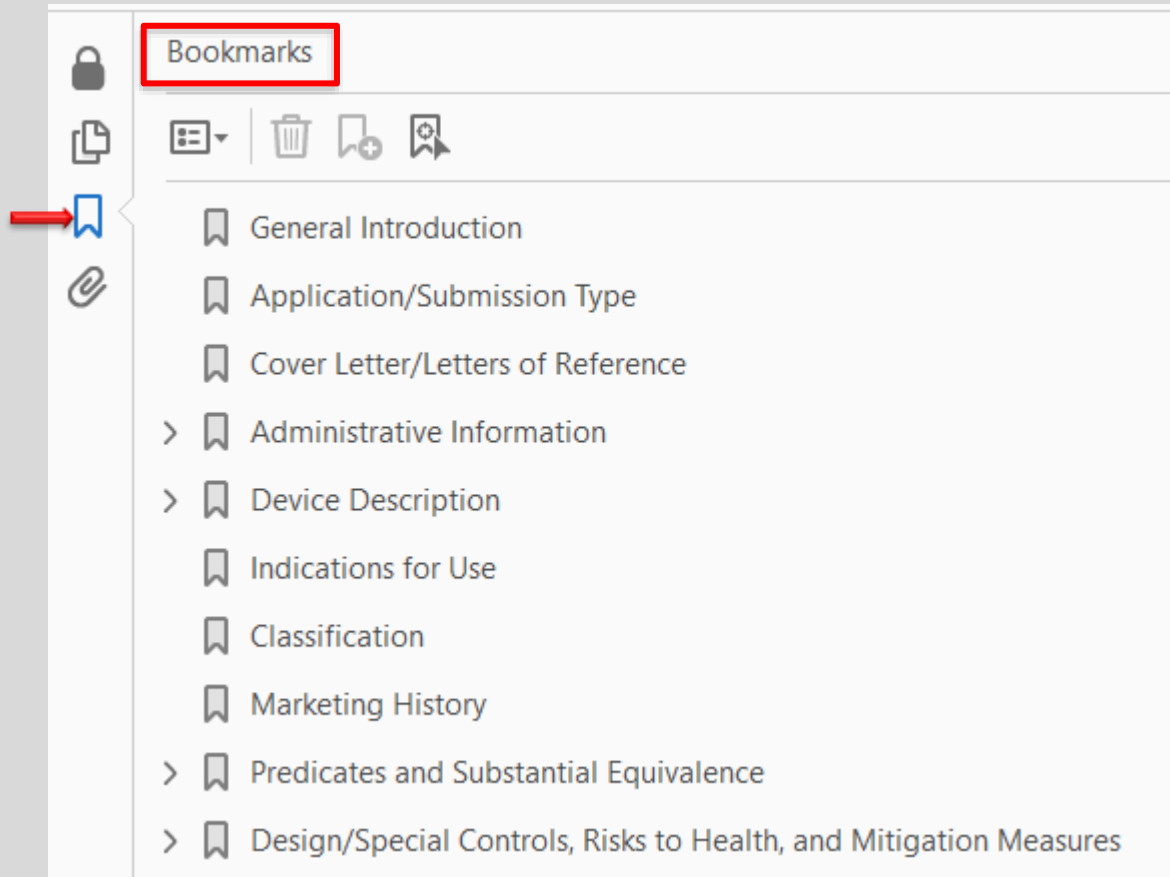 Bookmarks
General Introduction
Application/Submission Type
Cover Letter/Letters of Reference
Administrative Information
Device Description
Indications for Use
Classification
Marketing History
Predicates and Substantial Equivalence
Design/Special Controls, Risks to Health, and Mitigation Measures